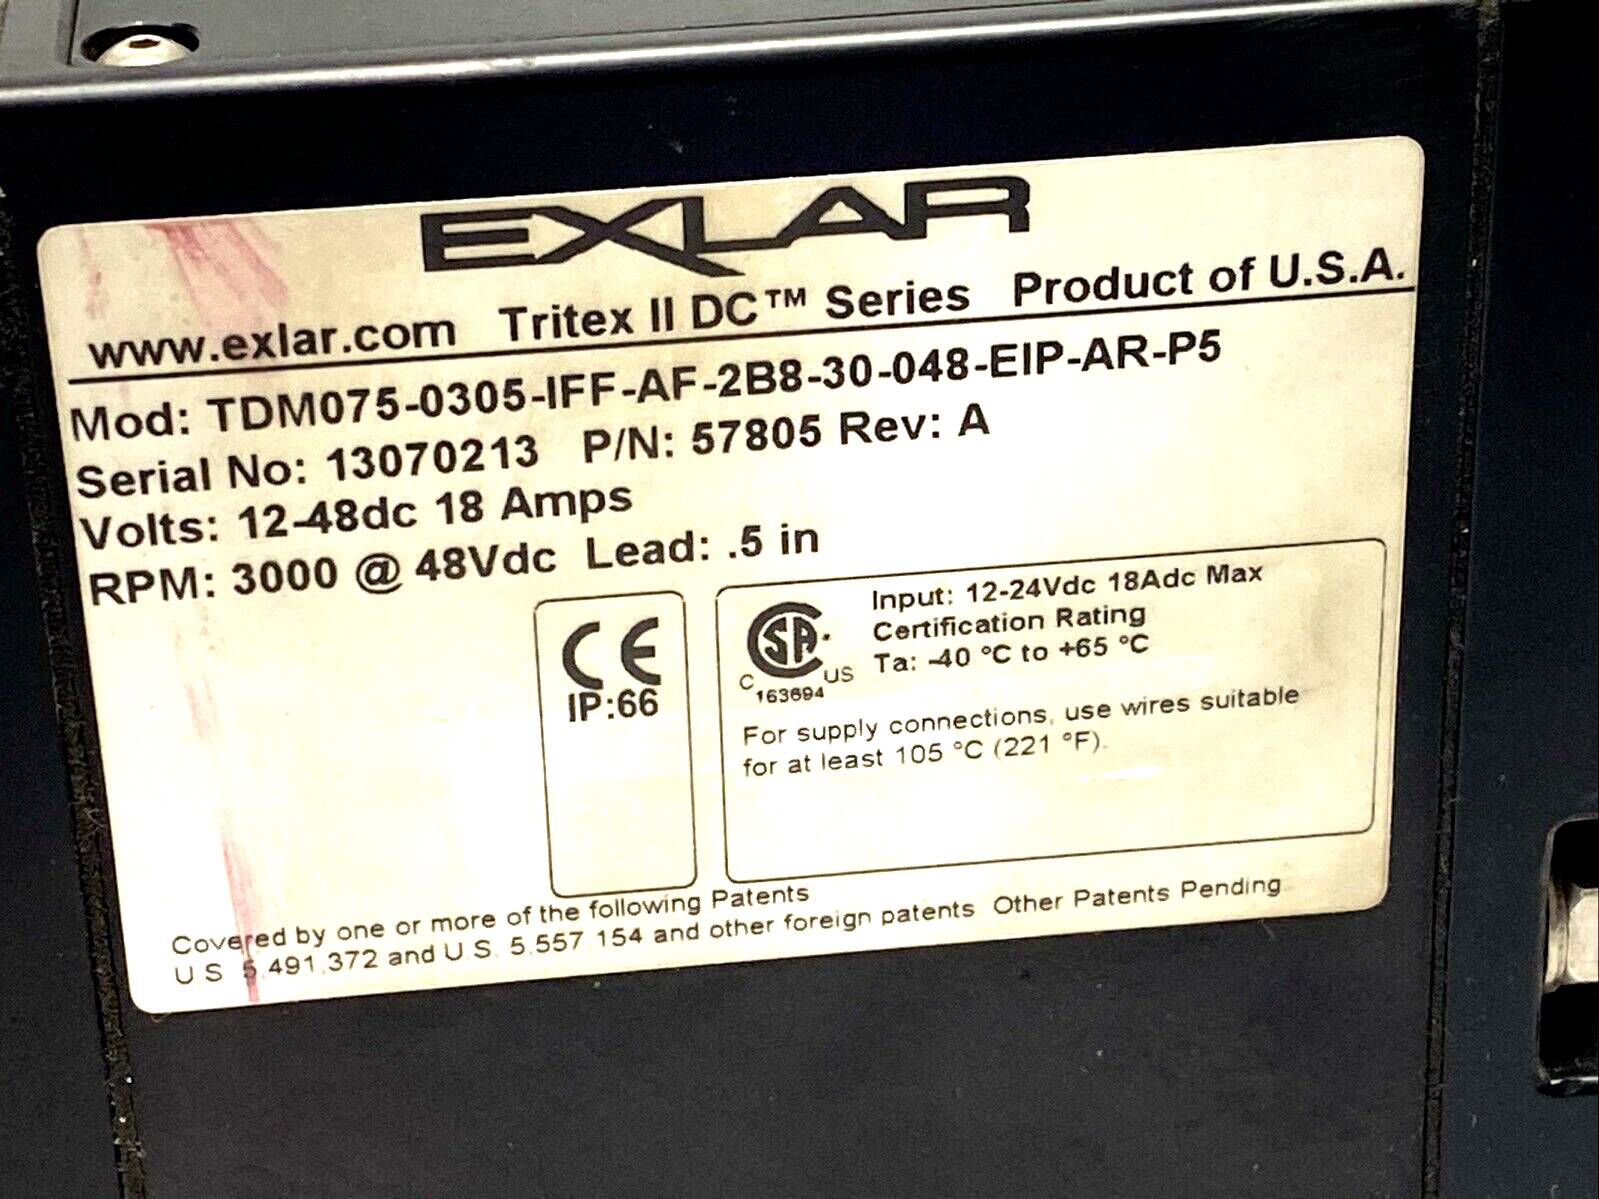 EXLAR
www.exlar.com Tritex II DC™ Series Product of U.S.A.
Mod: TDM075-0305-IFF-AF-2B8-30-048-EIP-AR-P5
Serial No: 13070213 P/N: 57805 Rev: A
Volts: 12-48dc 18 Amps
RPM: 3000 @ 48Vdc Lead: .5 in
CE
IP:66
CSA
C US
163694
Input: 12-24Vdc 18Adc Max
Certification Rating
Ta: -40 °C to +65 °C
For supply connections, use wires suitable
for at least 105 °C (221 °F).
Covered by one or more of the following Patents
U S 5,491,372 and U.S. 5,557 154 and other foreign patents Other Patents Pending